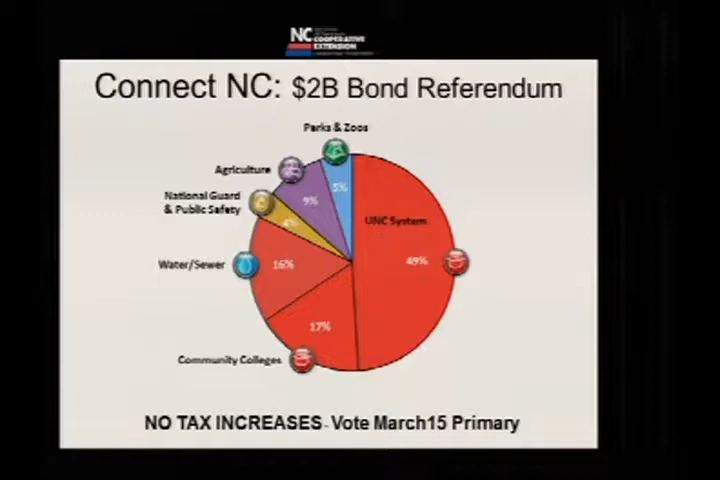 NC
COOPERATIVE
EXTENSION
Connect NC: $2B Bond Referendum
Parks & Zoos
Agriculture
5%
9%
National Guard
& Public Safety
4%
UNC System
Water/Sewer
16%
49%
17%
Community Colleges
NO TAX INCREASES - Vote March15 Primary